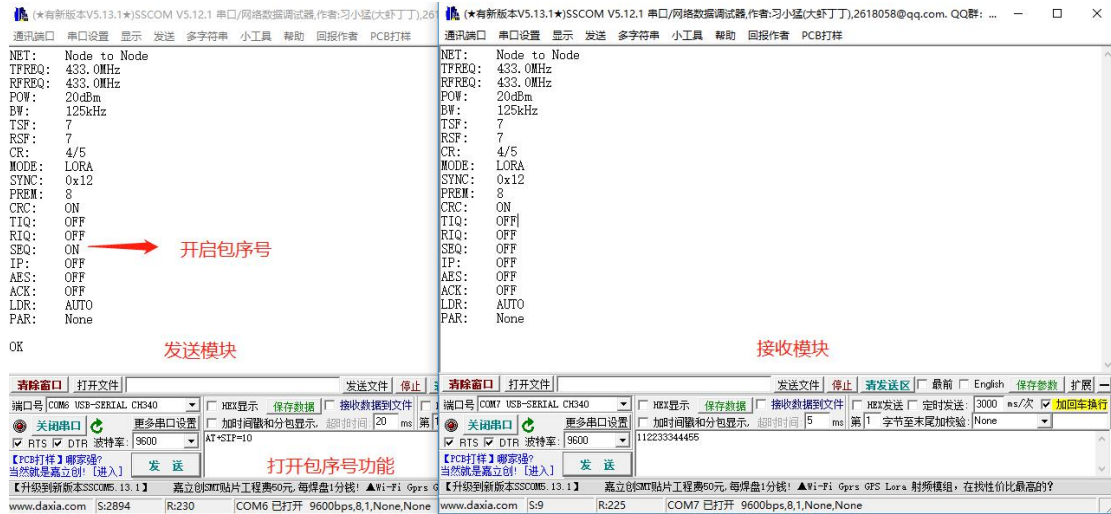 (★有新版本V5.13.1★)SSCOM V5.12.1 串口/网络数据调试器,作者:习小猛(大虾丁丁),261
通讯端口 串口设置 显示 发送 多字符串 小工具 帮助 回报作者 PCB打样
NET: Node to Node
TFREQ: 433.0MHz
RFREQ: 433.0MHz
POW: 20dBm
BW: 125kHz
TSF: 7
RSF: 7
CR: 4/5
MODE: LORA
SYNC: 0x12
PREM: 8
CRC: ON
TIQ: OFF
RIQ: OFF
SEQ: ON 开启包序号
IP: OFF
AES: OFF
ACK: OFF
LDR: AUTO
PAR: None
OK
发送模块
清除窗口 打开文件 发送文件 停止
端口号 COM6 USB-SERIAL CH340 HEX显示 保存数据 接收数据到文件
关闭串口 更多串口设置 加时间戳和分包显示, 超时时间: 20 ms 第
RTS DTR 波特率: 9600 AT+SIP=10
【PCB打样】哪家强? 当然就是嘉立创!【进入】 发 送 打开包序号功能
【升级到新版本SSCOM5.13.1】 嘉立创SMT贴片工程费50元,每焊盘1分钱! ▲Wi-Fi Gprs G
www.daxia.com S:2894 R:230 COM6 已打开 9600bps,8,1,None,None
(★有新版本V5.13.1★)SSCOM V5.12.1 串口/网络数据调试器,作者:习小猛(大虾丁丁),2618058@qq.com. QQ群: ...
通讯端口 串口设置 显示 发送 多字符串 小工具 帮助 回报作者 PCB打样
NET: Node to Node
TFREQ: 433.0MHz
RFREQ: 433.0MHz
POW: 20dBm
BW: 125kHz
TSF: 7
RSF: 7
CR: 4/5
MODE: LORA
SYNC: 0x12
PREM: 8
CRC: ON
TIQ: OFF
RIQ: OFF
SEQ: OFF
IP: OFF
AES: OFF
ACK: OFF
LDR: AUTO
PAR: None
接收模块
清除窗口 打开文件 发送文件 停止 清发送区 最前 English 保存参数 扩展
端口号 COM7 USB-SERIAL CH340 HEX显示 保存数据 接收数据到文件 HEX发送 定时发送: 3000 ms/次 加回车换行
关闭串口 更多串口设置 加时间戳和分包显示, 超时时间: 5 ms 第1 字节至末尾加校验: None
RTS DTR 波特率: 9600 112233344455
【PCB打样】哪家强? 当然就是嘉立创!【进入】 发 送
【升级到新版本SSCOM5.13.1】 嘉立创SMT贴片工程费50元,每焊盘1分钱! ▲Wi-Fi Gprs GPS Lora 射频模组，在找性价比最高的?
www.daxia.com S:9 R:225 COM7 已打开 9600bps,8,1,None,None